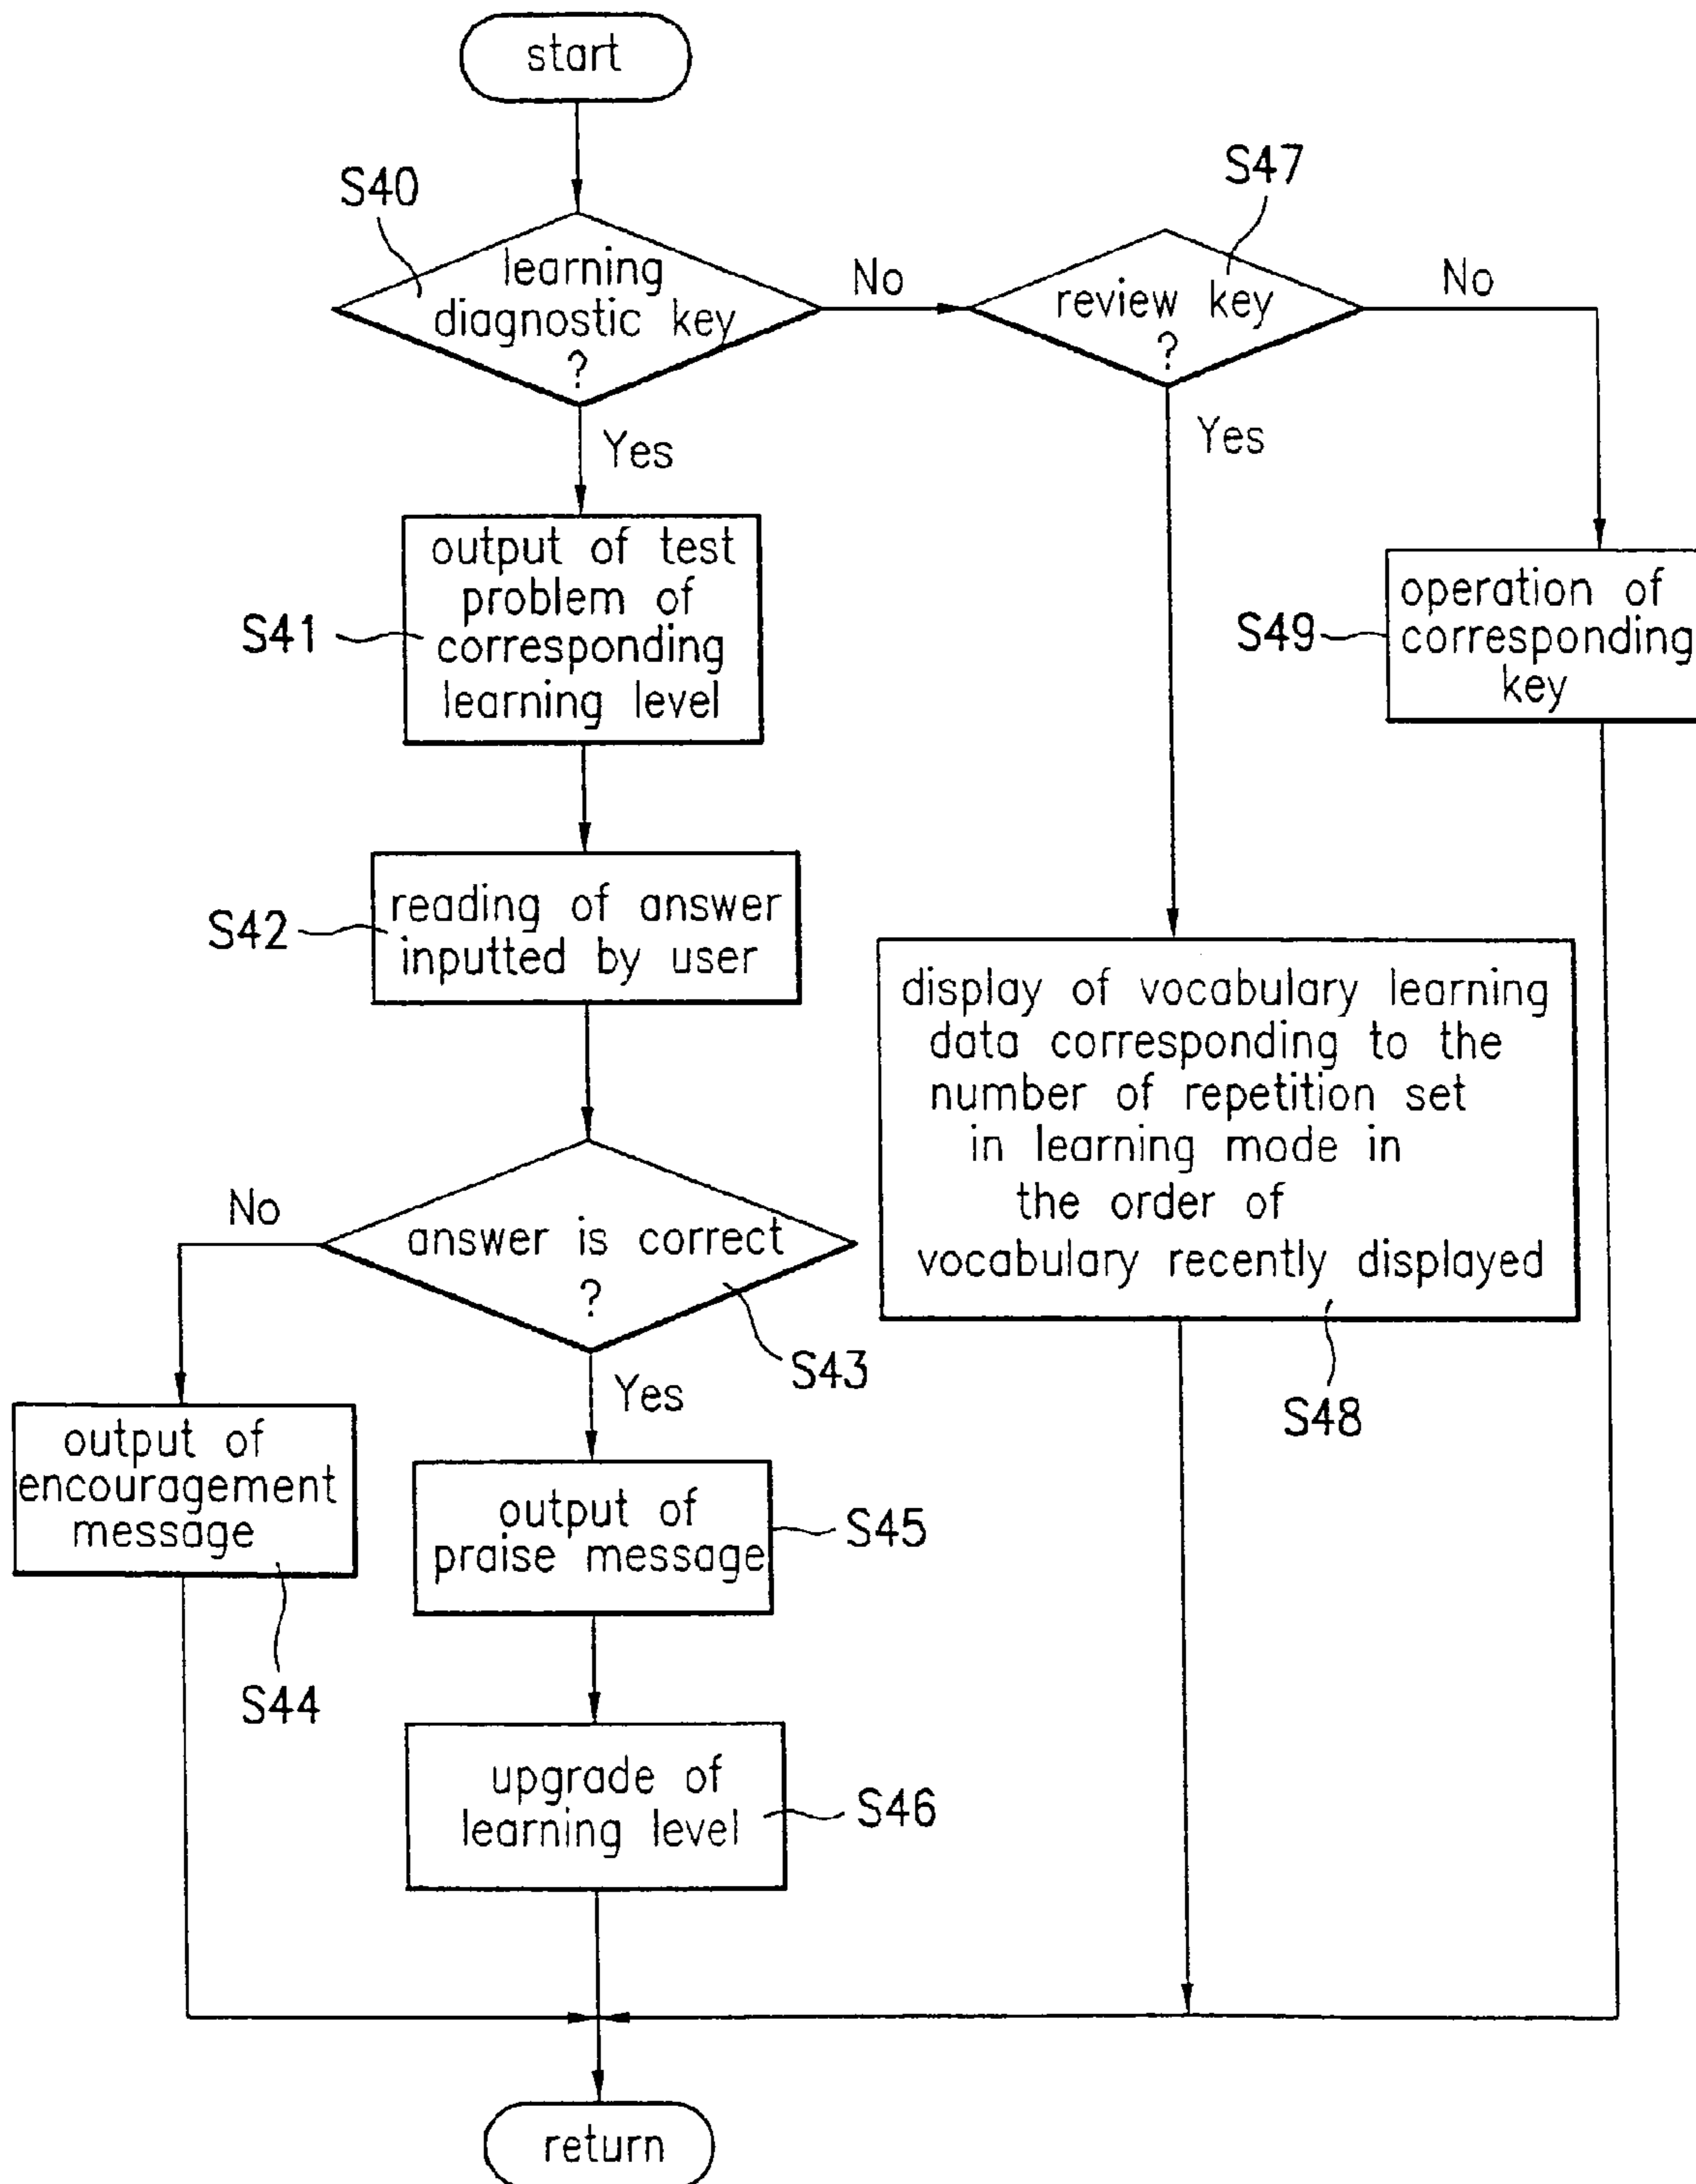 start
S40
learning
diagnostic key
?
No
S47
review key
?
No
Yes
Yes
S41
output of test
problem of
corresponding
learning level
S49
operation of
corresponding
key
S42
reading of answer
inputted by user
display of vocabulary learning
data corresponding to the
number of repetition set
in learning mode in
the order of
vocabulary recently displayed
S48
No
answer is correct
?
S43
Yes
output of
encouragement
message
S44
output of
praise message
S45
upgrade of
learning level
S46
return